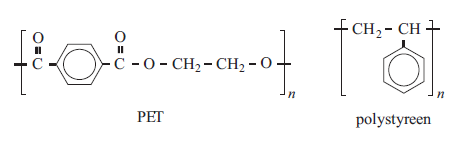 O O
C C - O - CH₂ - CH₂ - O n
PET
CH₂ - CH n
polystyreen